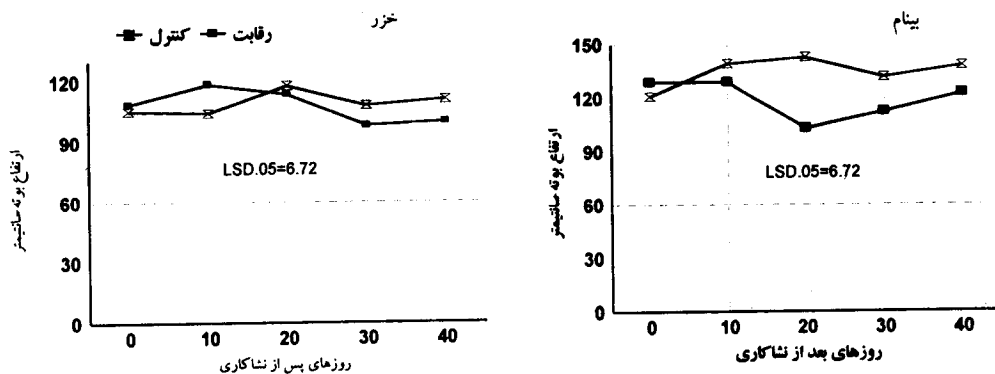 خزر
کنترل رقابت
120
90
60
30
0
LSD.05=6.72
0 10 20 30 40
ارتفاع بوته سانتیمتر
روزهای پس از نشاکاری
بینام
150
120
90
60
30
0
LSD.05=6.72
0 10 20 30 40
ارتفاع بوته سانتیمتر
روزهای بعد از نشاکاری